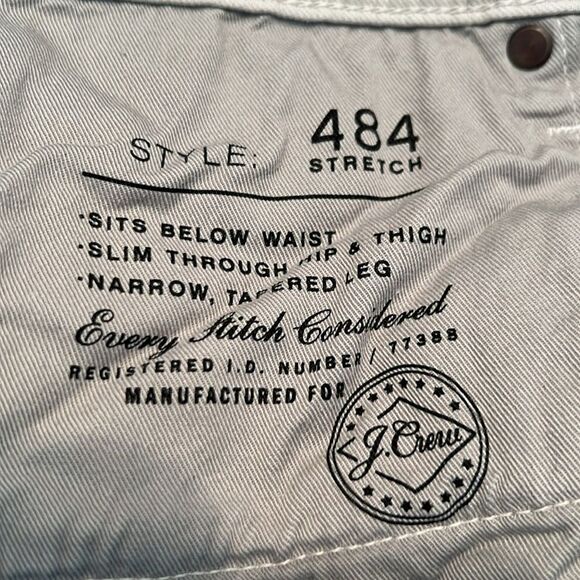 STYLE: 484
STRETCH
·SITS BELOW WAIST
·SLIM THROUGH HIP & THIGH
·NARROW, TAPERED LEG
Every Stitch Considered
REGISTERED I.D. NUMBER / 77388
MANUFACTURED FOR
J.Crew